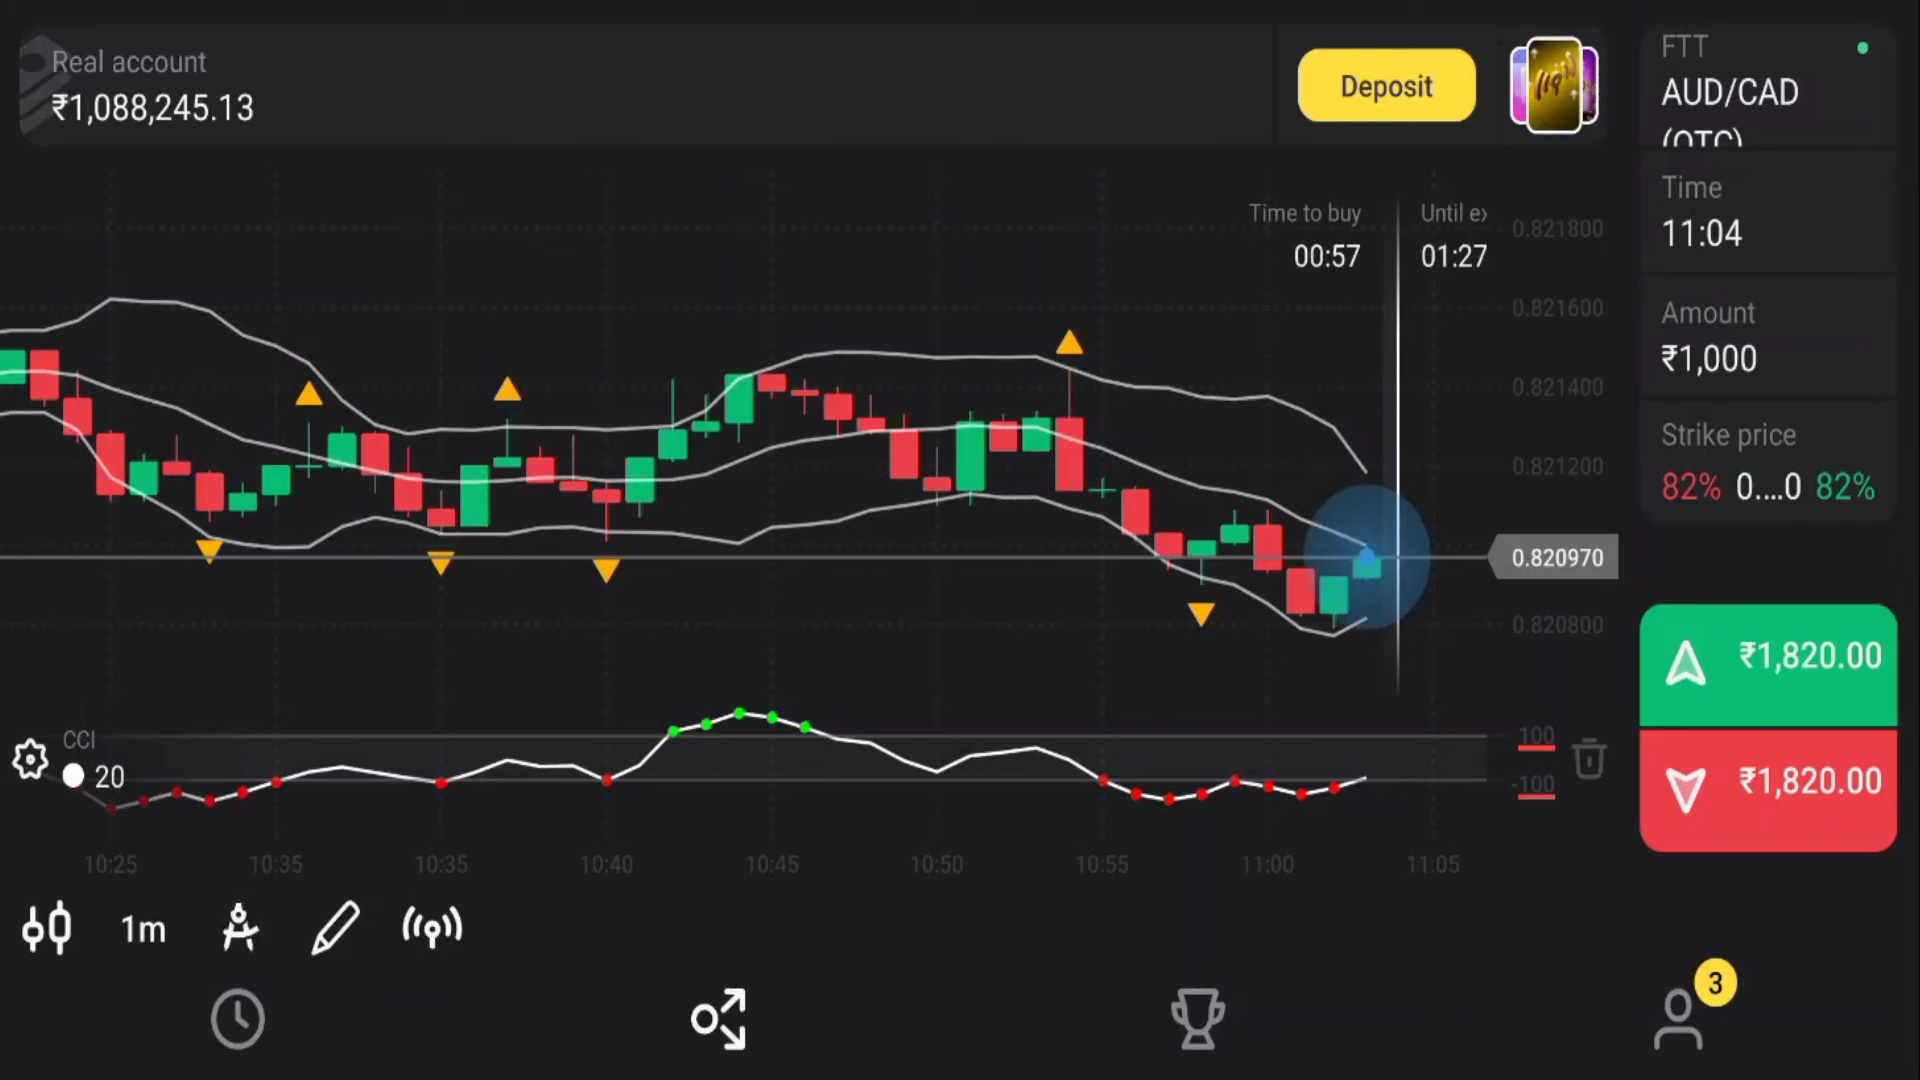 Real account
₹1,088,245.13
Deposit
FTT
AUD/CAD
(OTC)
Time
11:04
Amount
₹1,000
Strike price
82% 0....0 82%
₹1,820.00
₹1,820.00
Time to buy
00:57
Until ex
01:27
0.821800
0.821600
0.821400
0.821200
0.820970
0.820800
CCI
20
100
-100
10:25 10:35 10:35 10:40 10:45 10:50 10:55 11:00 11:05
1m
3